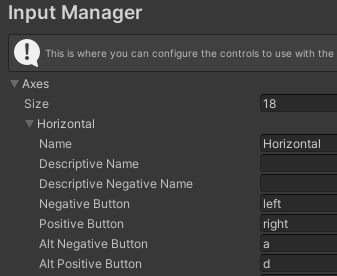 Input Manager
This is where you can configure the controls to use with the
Axes
Size 18
Horizontal
Name Horizontal
Descriptive Name
Descriptive Negative Name
Negative Button left
Positive Button right
Alt Negative Button a
Alt Positive Button d